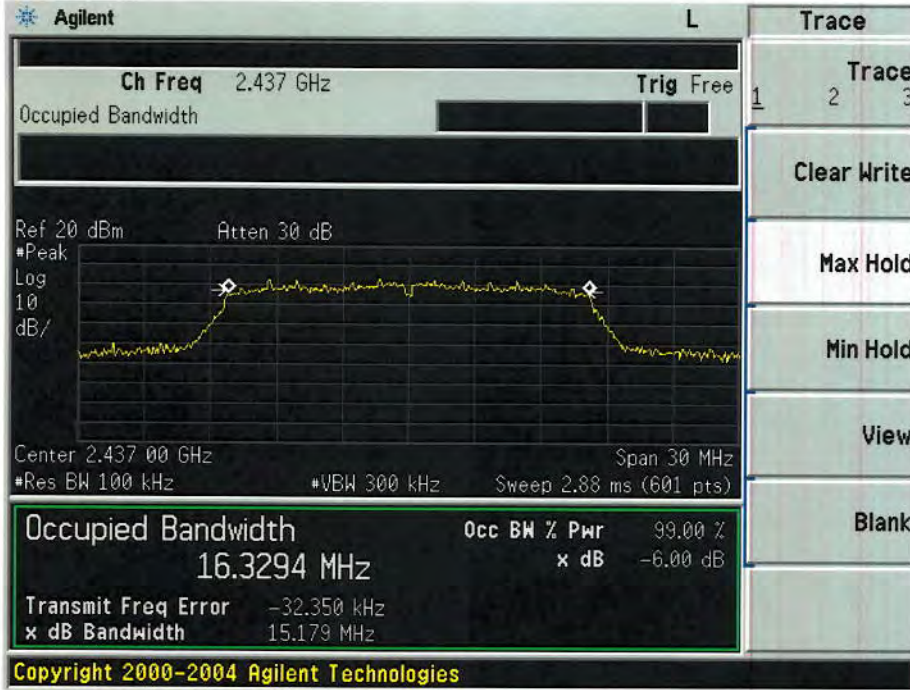 Agilent L Trace
Ch Freq 2.437 GHz Trig Free
Occupied Bandwidth
Trace
1 2 3
Clear Write
Max Hold
Min Hold
View
Blank
Ref 20 dBm Atten 30 dB
#Peak
Log
10
dB/
Center 2.437 00 GHz Span 30 MHz
#Res BW 100 kHz #VBW 300 kHz Sweep 2.88 ms (601 pts)
Occupied Bandwidth
16.3294 MHz
Occ BW % Pwr 99.00 %
x dB -6.00 dB
Transmit Freq Error -32.350 kHz
x dB Bandwidth 15.179 MHz
Copyright 2000-2004 Agilent Technologies